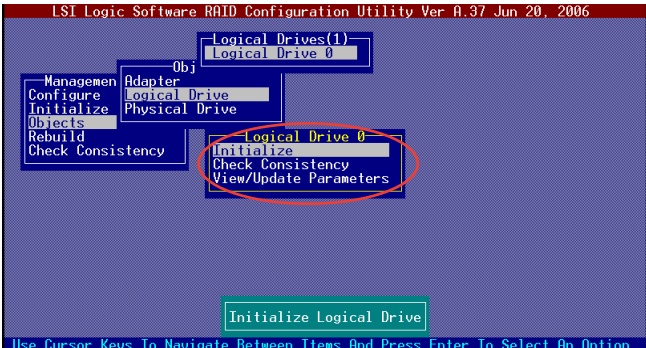 LSI Logic Software RAID Configuration Utility Ver A.37 Jun 20, 2006
Logical Drives(1)
Logical Drive 0
Obj
Adapter
Logical Drive
Physical Drive
Managemen
Configure
Initialize
Objects
Rebuild
Check Consistency
Logical Drive 0
Initialize
Check Consistency
View/Update Parameters
Initialize Logical Drive
Use Cursor Keys To Navigate Between Items And Press Enter To Select An Option